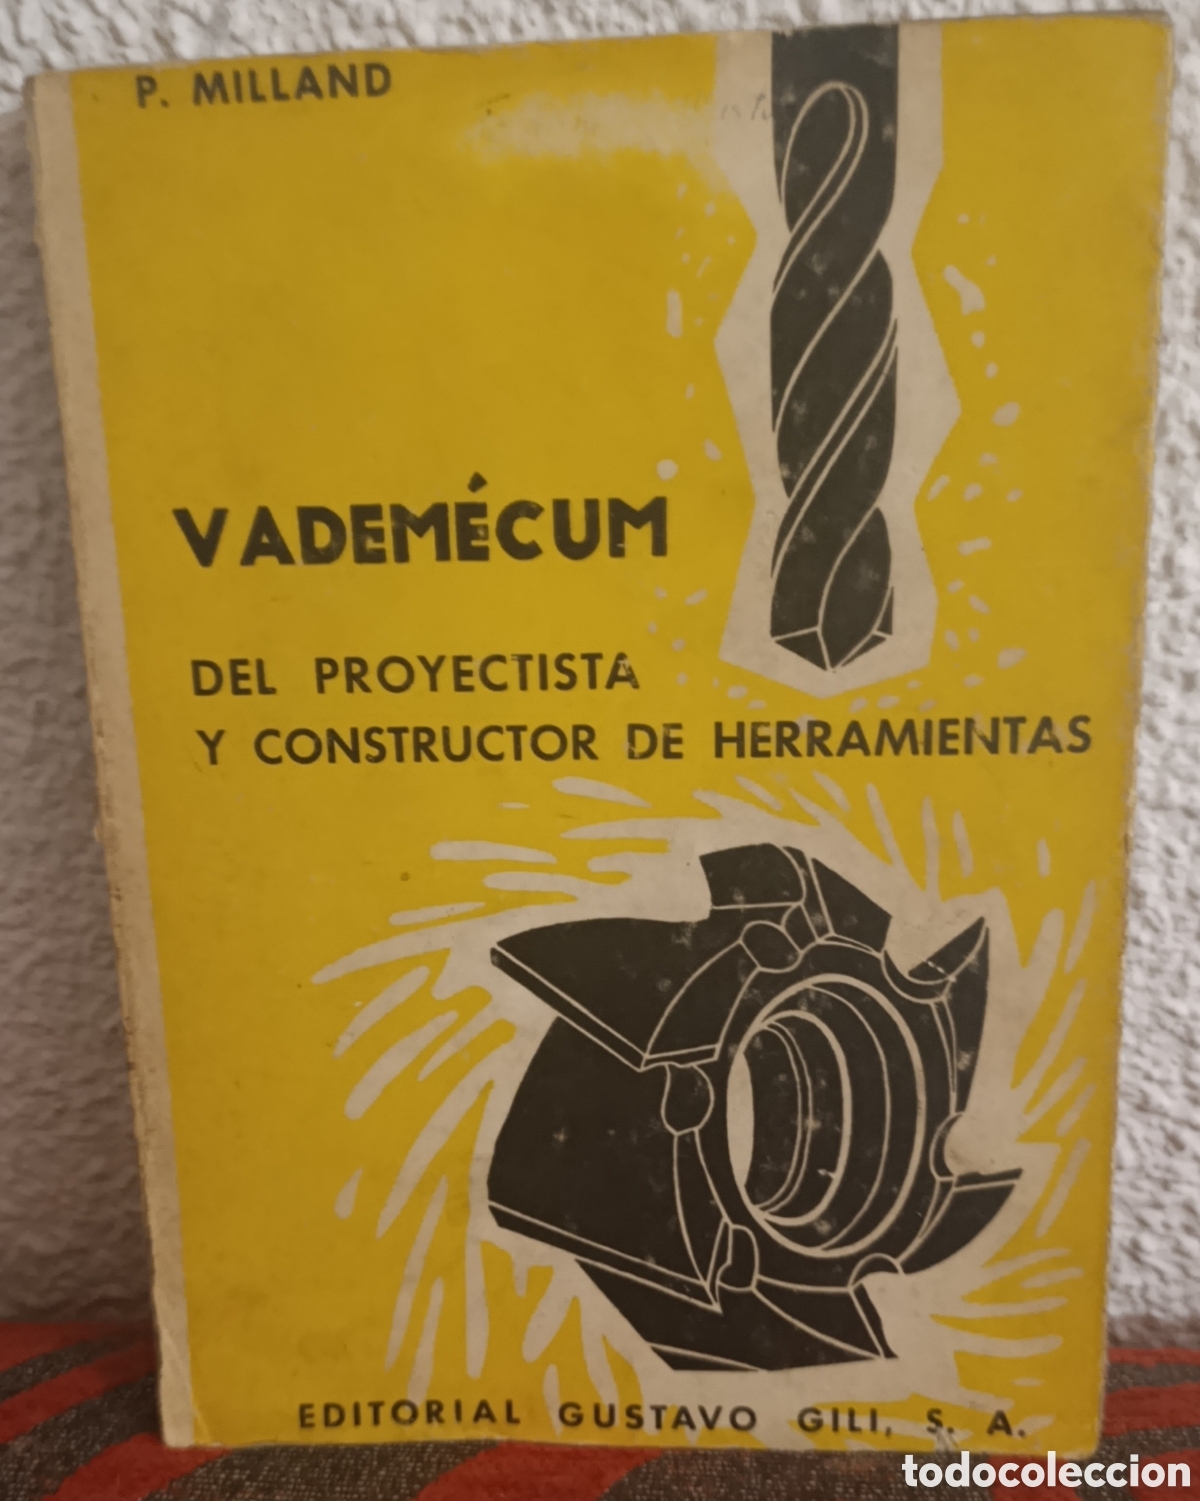 P. MILLAND
VADEMÉCUM
DEL PROYECTISTA
Y CONSTRUCTOR DE HERRAMIENTAS
EDITORIAL GUSTAVO GILI, S. A.
todocoleccion